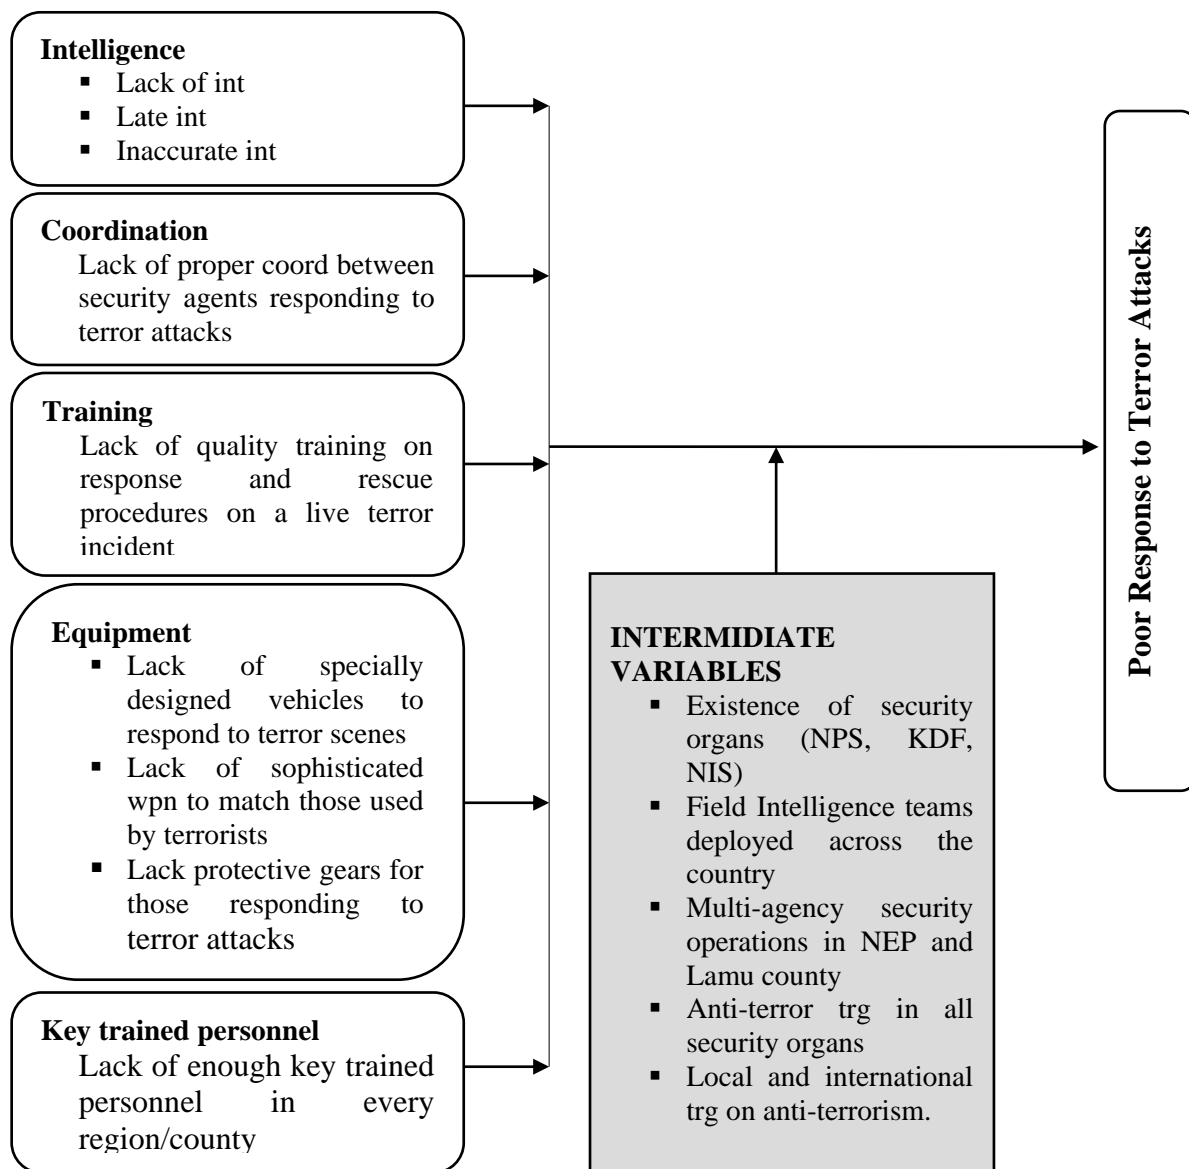 Intelligence
▪ Lack of int
▪ Late int
▪ Inaccurate int
Coordination
Lack of proper coord between
security agents responding to
terror attacks
Training
Lack of quality training on
response and rescue
procedures on a live terror
incident
Equipment
▪ Lack of specially
designed vehicles to
respond to terror scenes
▪ Lack of sophisticated
wpn to match those used
by terrorists
▪ Lack protective gears for
those responding to
terror attacks
Key trained personnel
Lack of enough key trained
personnel in every
region/county
INTERMIDIATE
VARIABLES
▪ Existence of security
organs (NPS, KDF,
NIS)
▪ Field Intelligence teams
deployed across the
country
▪ Multi-agency security
operations in NEP and
Lamu county
▪ Anti-terror trg in all
security organs
▪ Local and international
trg on anti-terrorism.
Poor Response to Terror Attacks